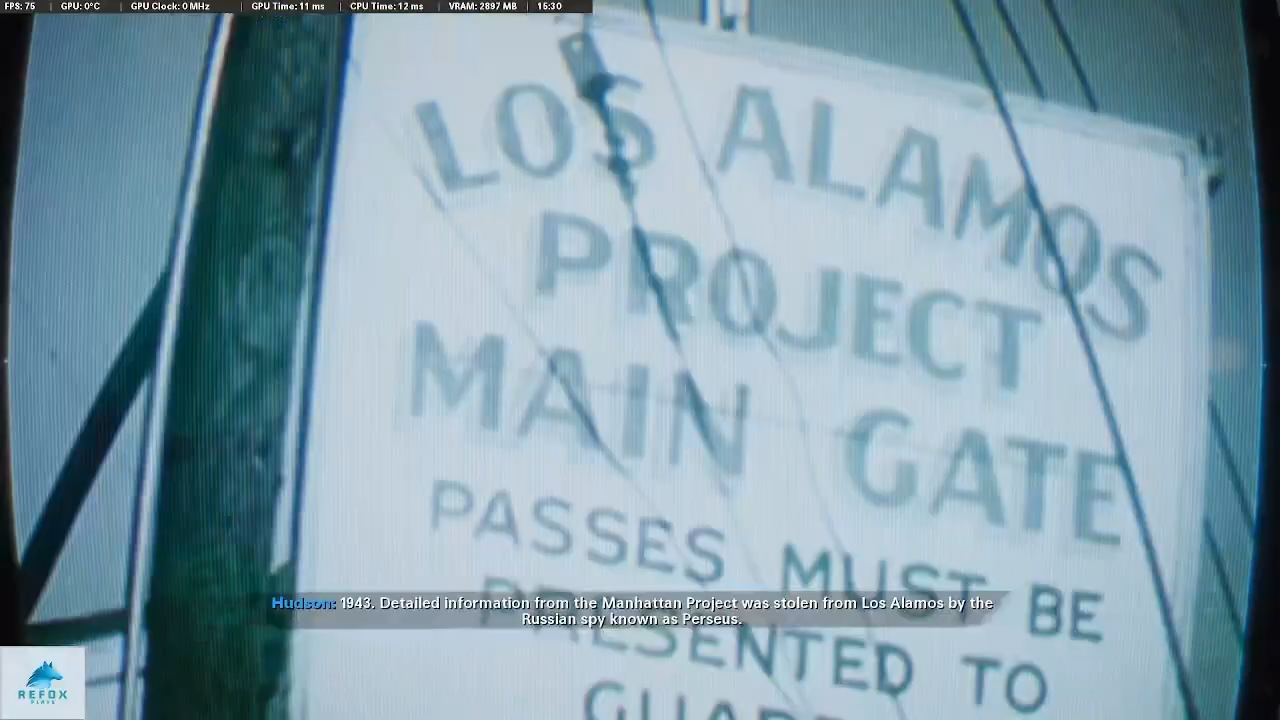 FPS: 75 | GPU: 0°C | GPU Clock: 0 MHz | GPU Time: 11 ms | CPU Time: 12 ms | VRAM: 2897 MB | 15:30
LOS ALAMOS
PROJECT
MAIN GATE
PASSES MUST BE
PRESENTED TO
Hudson: 1943. Detailed information from the Manhattan Project was stolen from Los Alamos by the
Russian spy known as Perseus.
REFOX
PLAYS